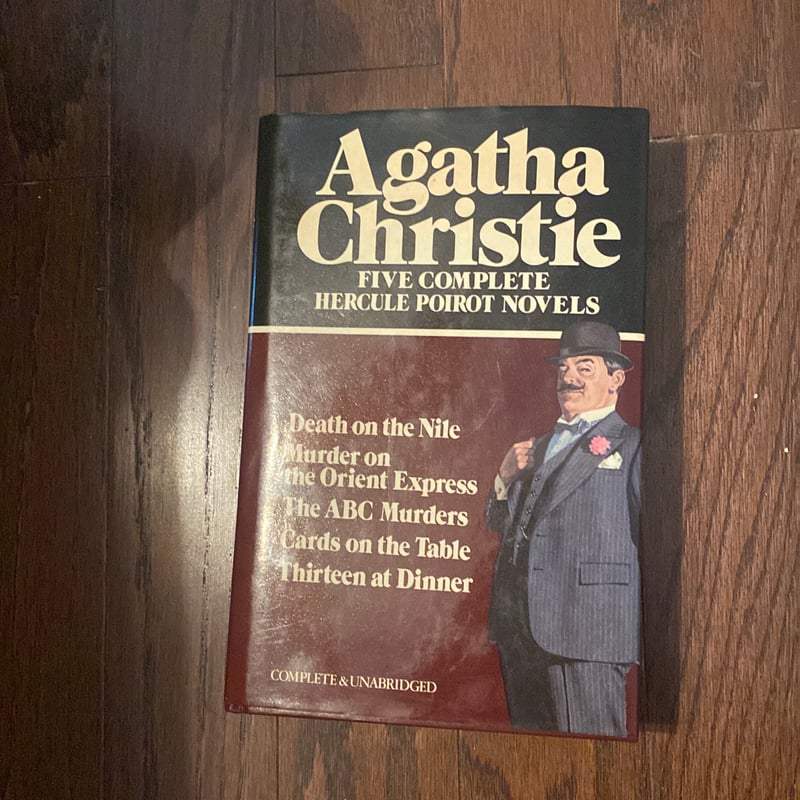 Agatha
Christie
FIVE COMPLETE
HERCULE POIROT NOVELS
Death on the Nile
Murder on
the Orient Express
The ABC Murders
Cards on the Table
Thirteen at Dinner
COMPLETE & UNABRIDGED